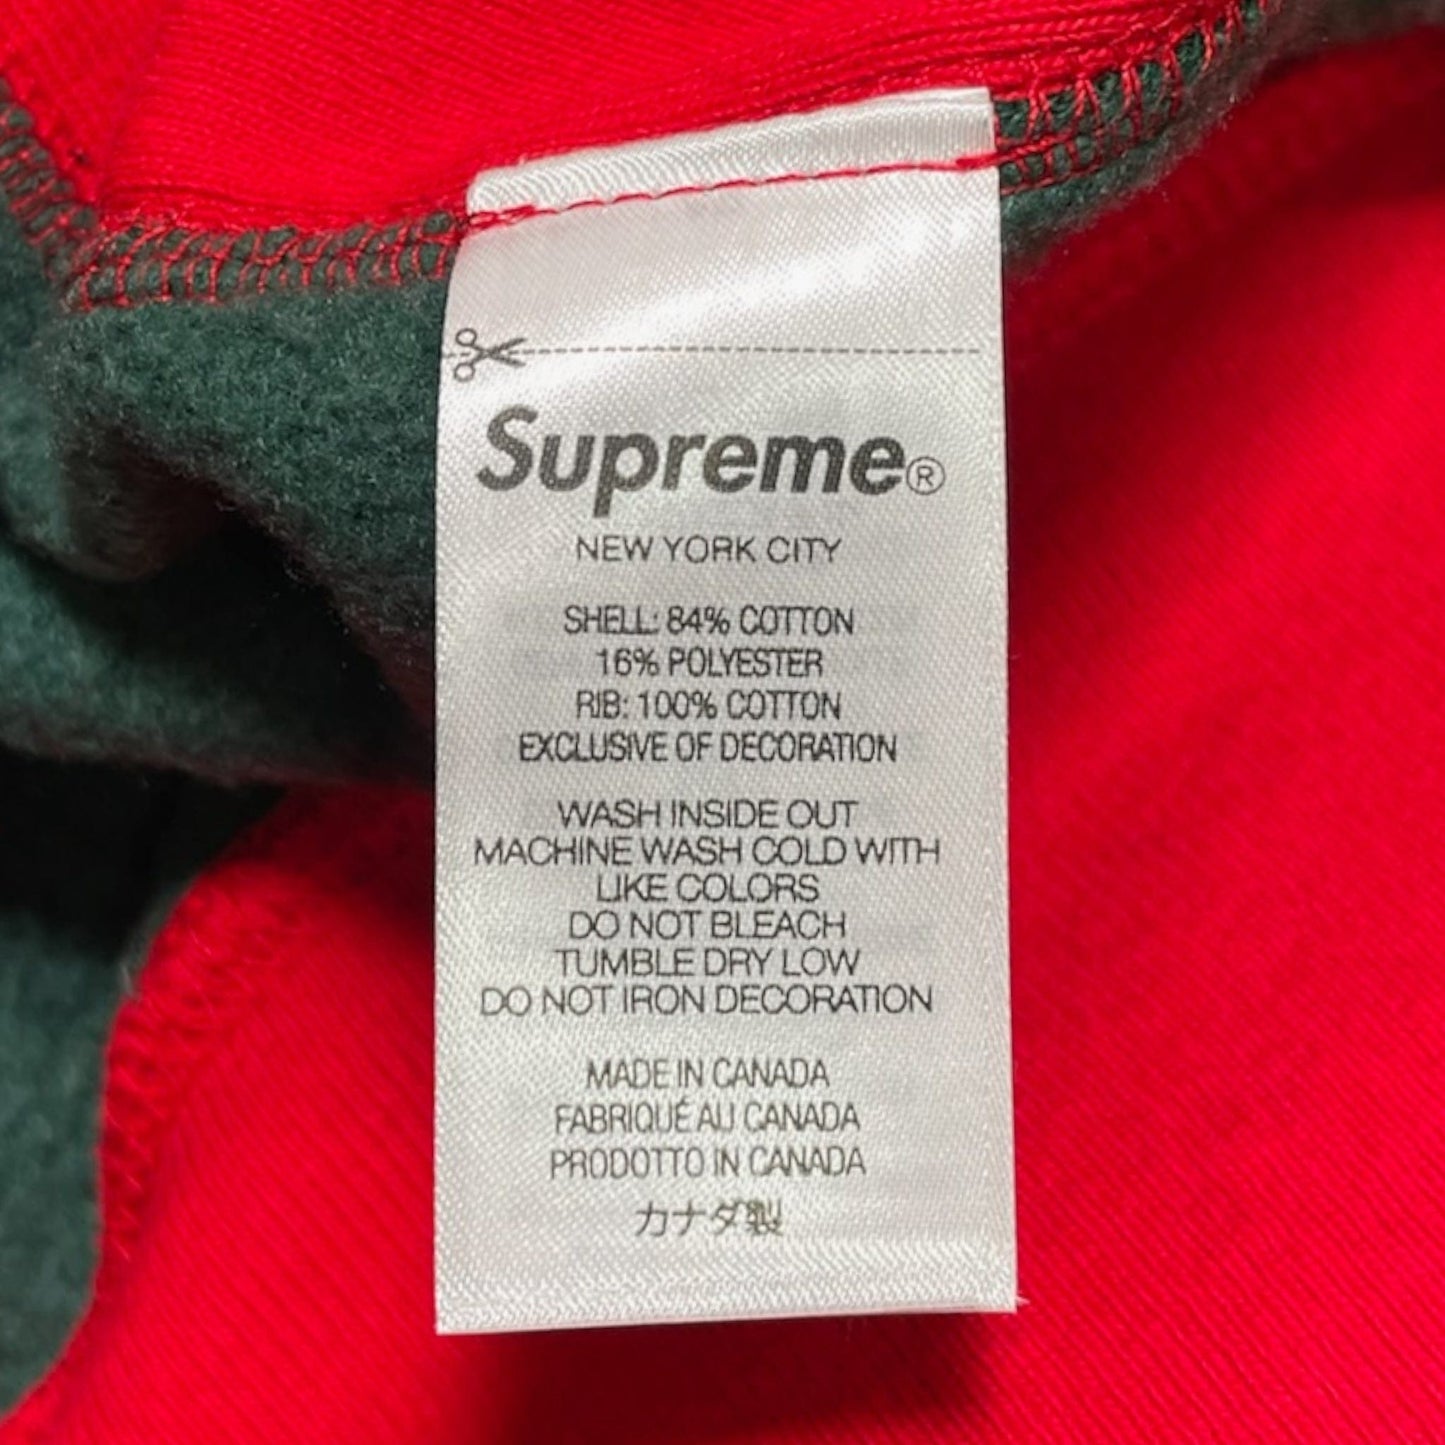 Supreme®
NEW YORK CITY
SHELL: 84% COTTON
16% POLYESTER
RIB: 100% COTTON
EXCLUSIVE OF DECORATION
WASH INSIDE OUT
MACHINE WASH COLD WITH
LIKE COLORS
DO NOT BLEACH
TUMBLE DRY LOW
DO NOT IRON DECORATION
MADE IN CANADA
FABRIQUÉ AU CANADA
PRODOTTO IN CANADA
カナダ製